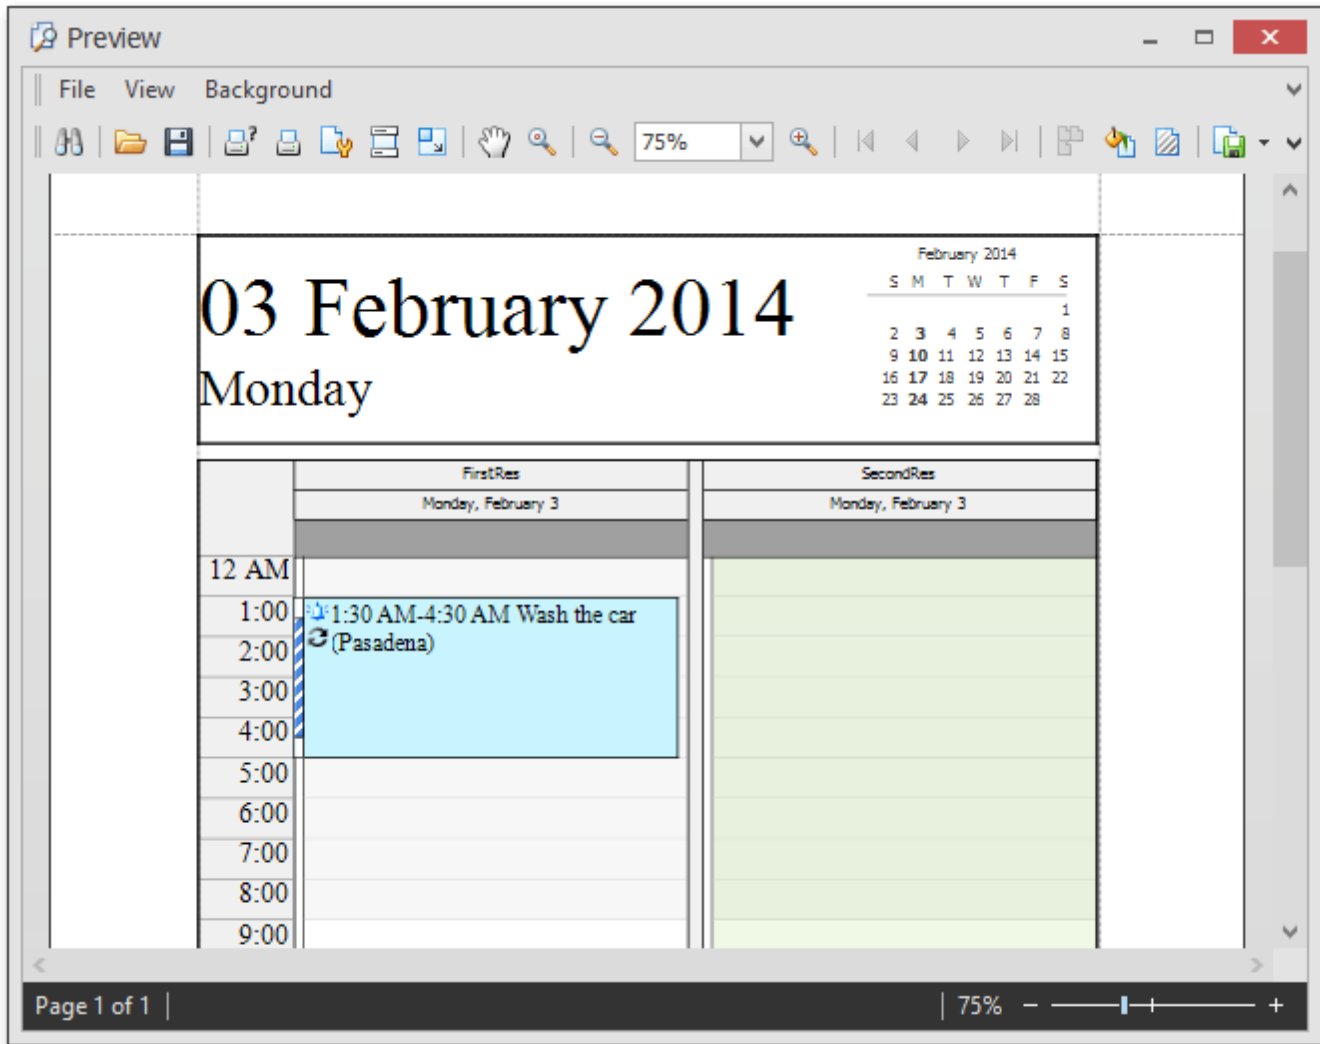 Preview
File View Background
75%
February 2014
S M T W T F S
1
03 February 2014
2 3 4 5 6 7 8
9 10 11 12 13 14 15
Monday
16 17 18 19 20 21 22
23 24 25 26 27 28
FirstRes SecondRes
Monday, February 3 Monday, February 3
12 AM
1:00 1:30 AM-4:30 AM Wash the car
2:00 (Pasadena)
3:00
4:00
5:00
6:00
7:00
8:00
9:00
Page 1 of 1 75%